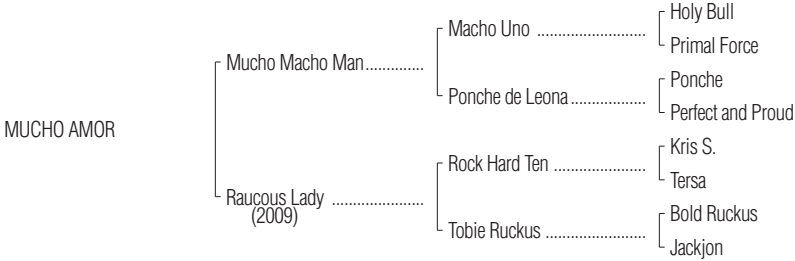 Holy Bull
Macho Uno ..........................
Primal Force
Mucho Macho Man..............
Ponche
Ponche de Leona..................
Perfect and Proud
MUCHO AMOR
Kris S.
Rock Hard Ten ......................
Tersa
Raucous Lady ......................
(2009)
Bold Ruckus
Tobie Ruckus ........................
Jackjon